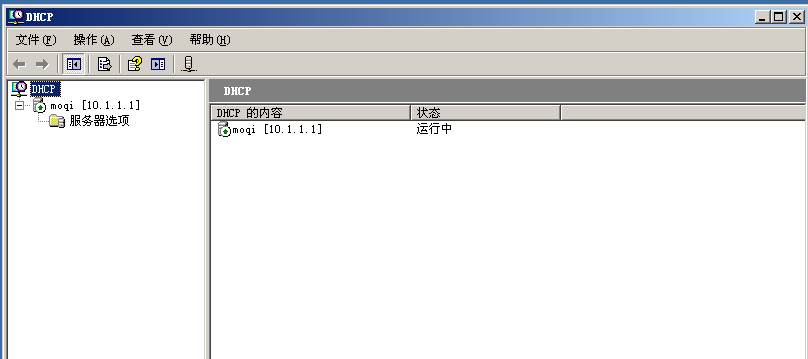 DHCP
文件(F) 操作(A) 查看(V) 帮助(H)
DHCP
moqi [10.1.1.1]
服务器选项
DHCP
DHCP 的内容 状态
moqi [10.1.1.1] 运行中